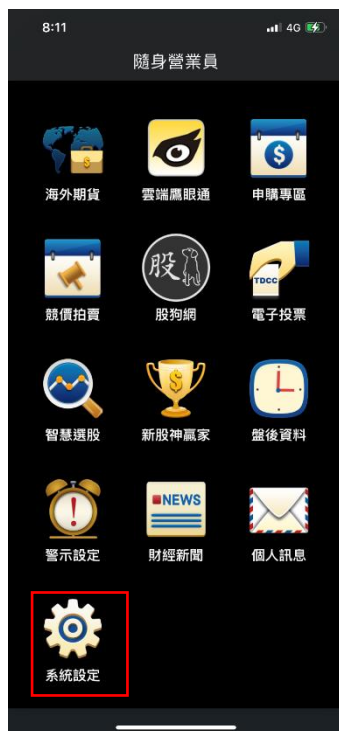 8:11
4G
隨身營業員
$
$
海外期貨 雲端鷹眼通 申購專區
股
TDCC
競價拍賣 股狗網 電子投票
$
智慧選股 新股神贏家 盤後資料
!
NEWS
警示設定 財經新聞 個人訊息
系統設定